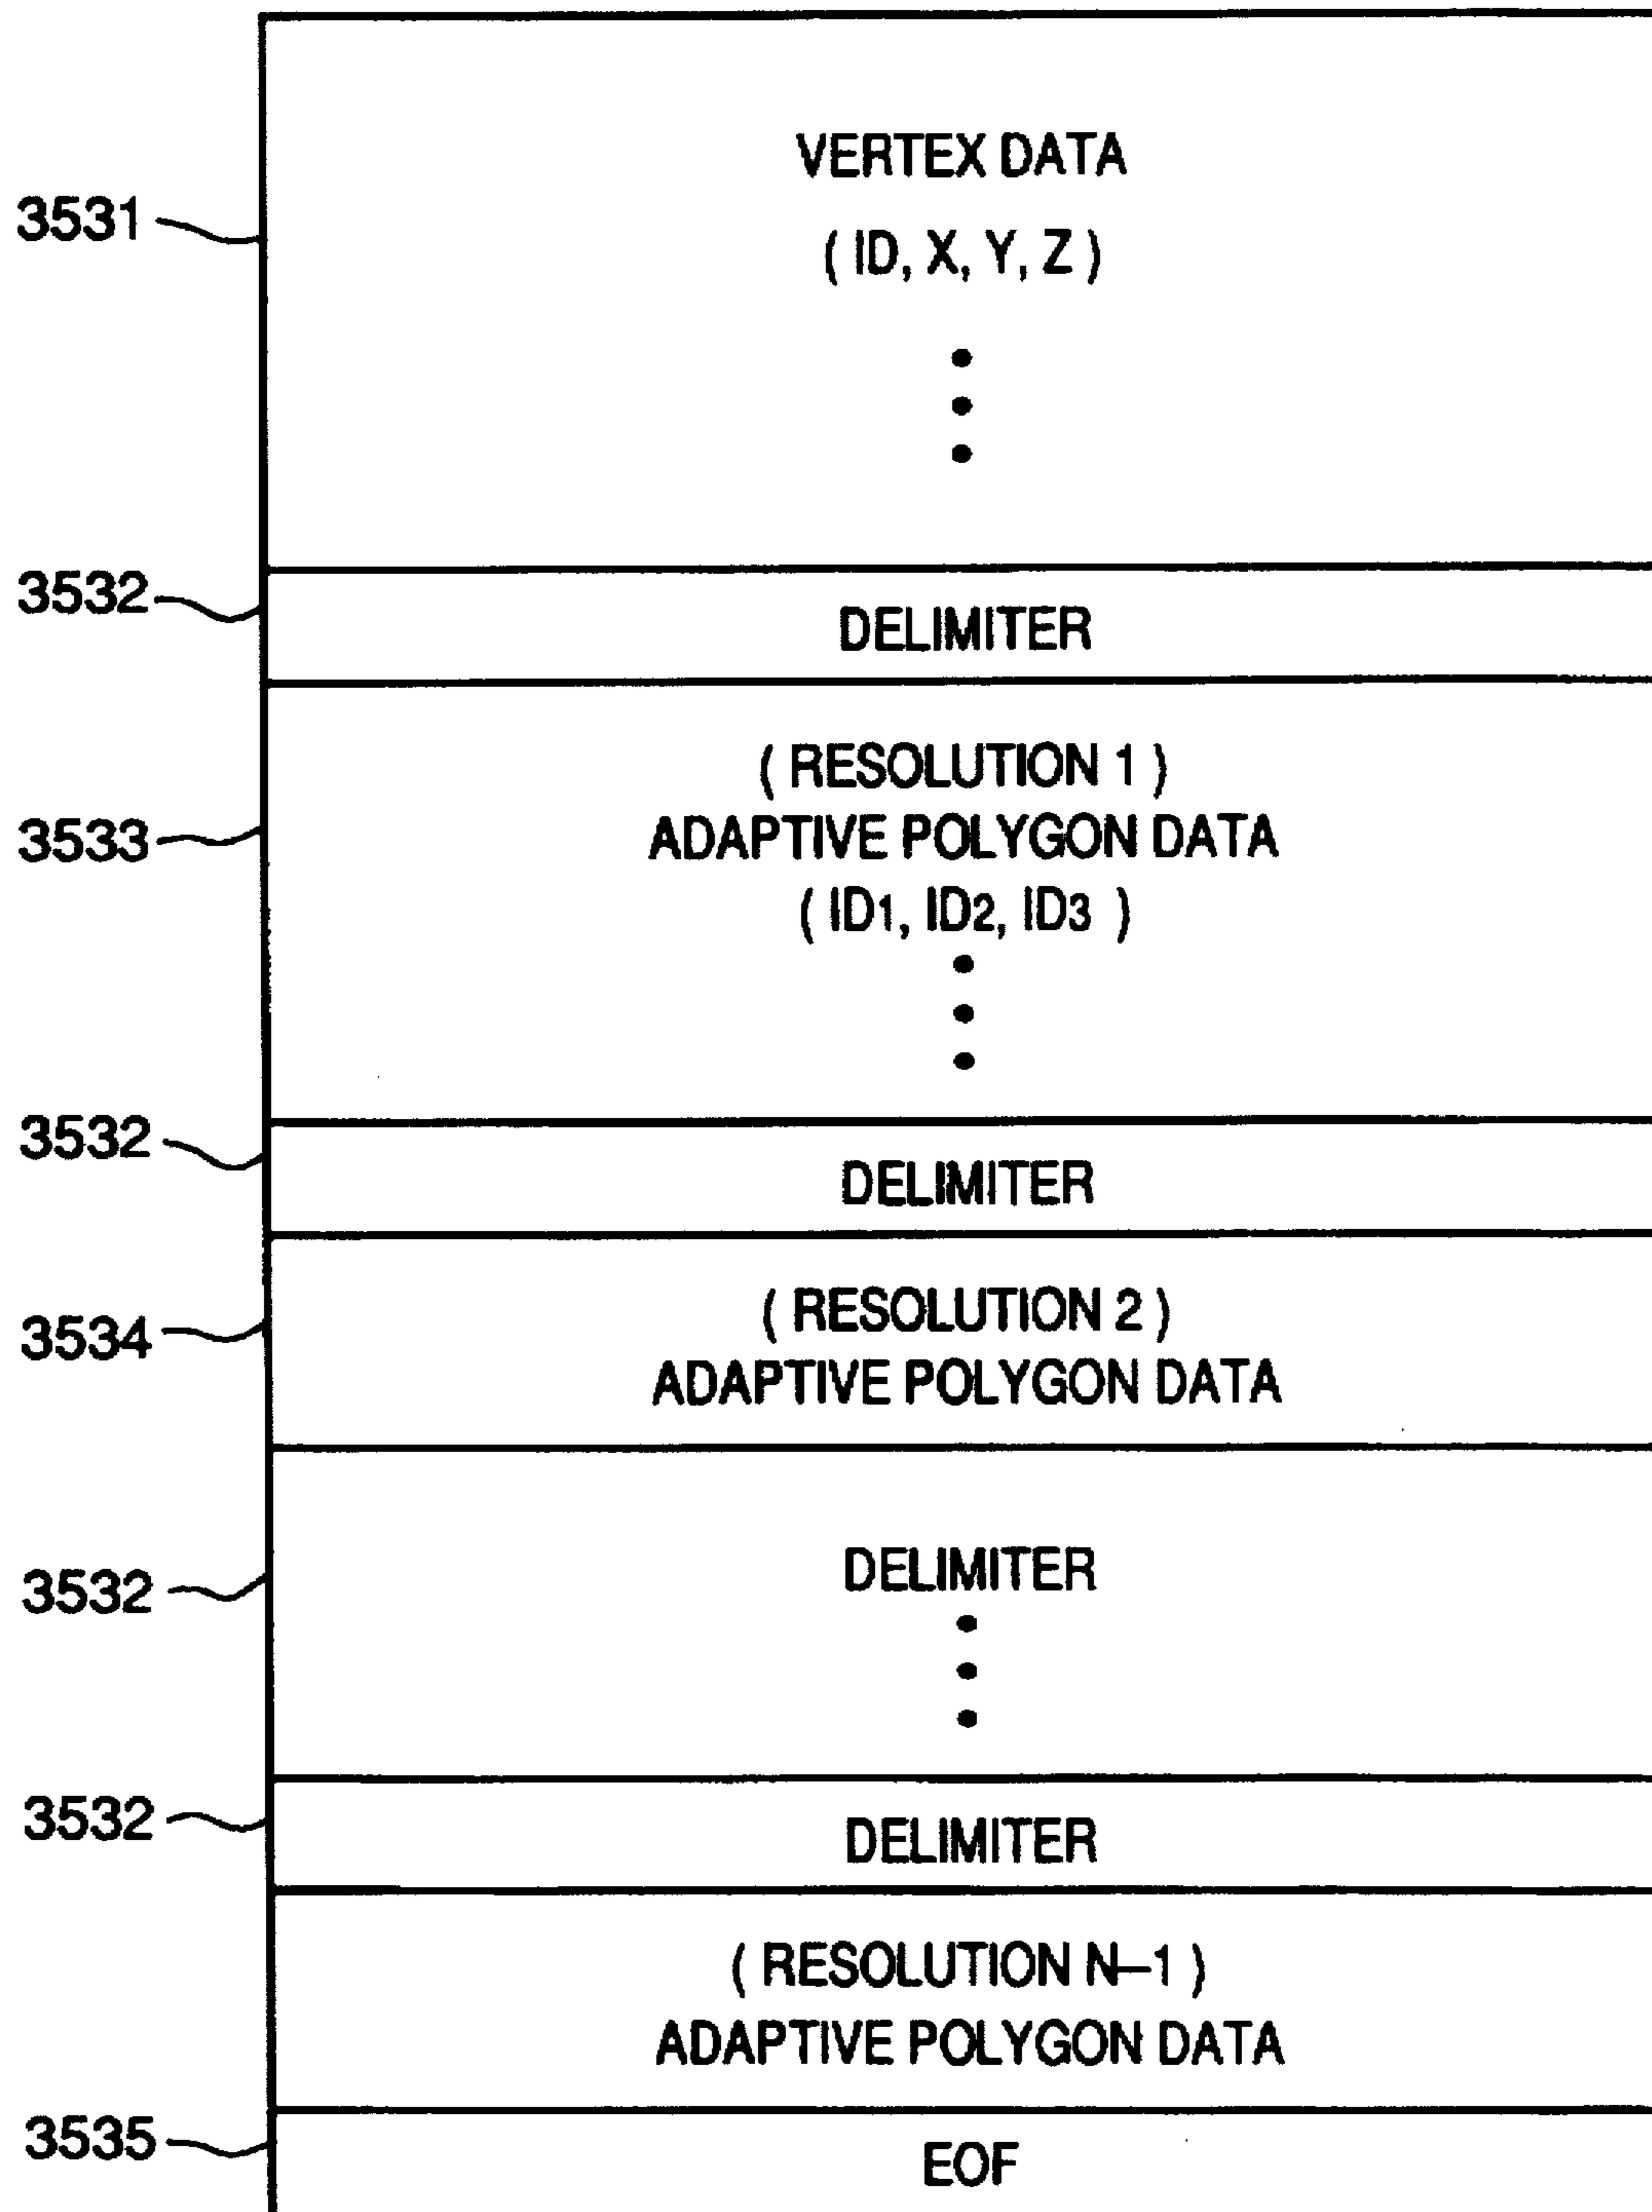 VERTEX DATA
3531
( ID, X, Y, Z )
3532
DELIMITER
( RESOLUTION 1 )
3533
ADAPTIVE POLYGON DATA
( ID1, ID2, ID3 )
3532
DELIMITER
( RESOLUTION 2 )
3534
ADAPTIVE POLYGON DATA
3532
DELIMITER
3532
DELIMITER
( RESOLUTION N-1 )
ADAPTIVE POLYGON DATA
3535
EOF